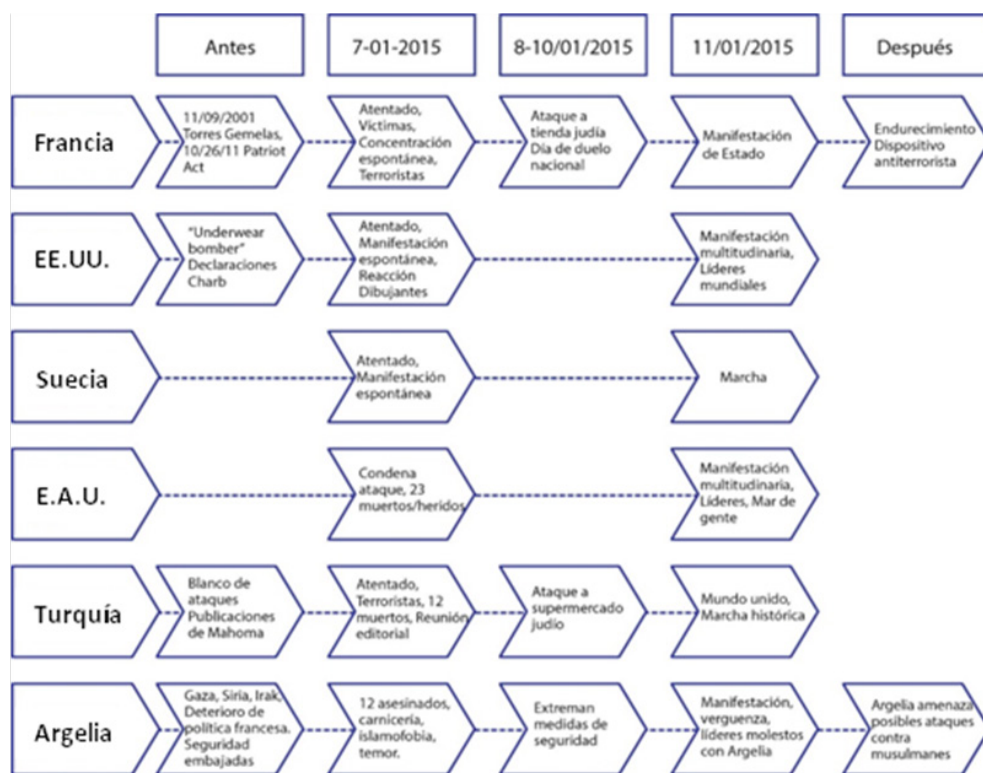 Antes
7-01-2015
8-10/01/2015
11/01/2015
Después
Francia
11/09/2001
Torres Gemelas,
10/26/11 Patriot
Act
Atentado,
Víctimas,
Concentración
espontánea,
Terroristas
Ataque a
tienda judía
Día de duelo
nacional
Manifestación
de Estado
Endurecimiento
Dispositivo
antiterrorista
EE.UU.
"Underwear
bomber"
Declaraciones
Charb
Atentado,
Manifestación
espontánea,
Reacción
Dibujantes
Manifestación
multitudinaria,
Líderes
mundiales
Suecia
Atentado,
Manifestación
espontánea
Marcha
E.A.U.
Condena
ataque, 23
muertos/heridos
Manifestación
multitudinaria,
Líderes, Mar de
gente
Turquía
Blanco de
ataques
Publicaciones
de Mahoma
Atentado,
Terroristas, 12
muertos, Reunión
editorial
Ataque a
supermercado
judío
Mundo unido,
Marcha histórica
Argelia
Gaza, Siria, Irak,
Deterioro de
política francesa.
Seguridad
embajadas
12 asesinados,
carnicería,
islamofobia,
temor.
Extreman
medidas de
seguridad
Manifestación,
verguenza,
líderes molestos
con Argelia
Argelia amenaza
posibles ataques
contra
musulmanes